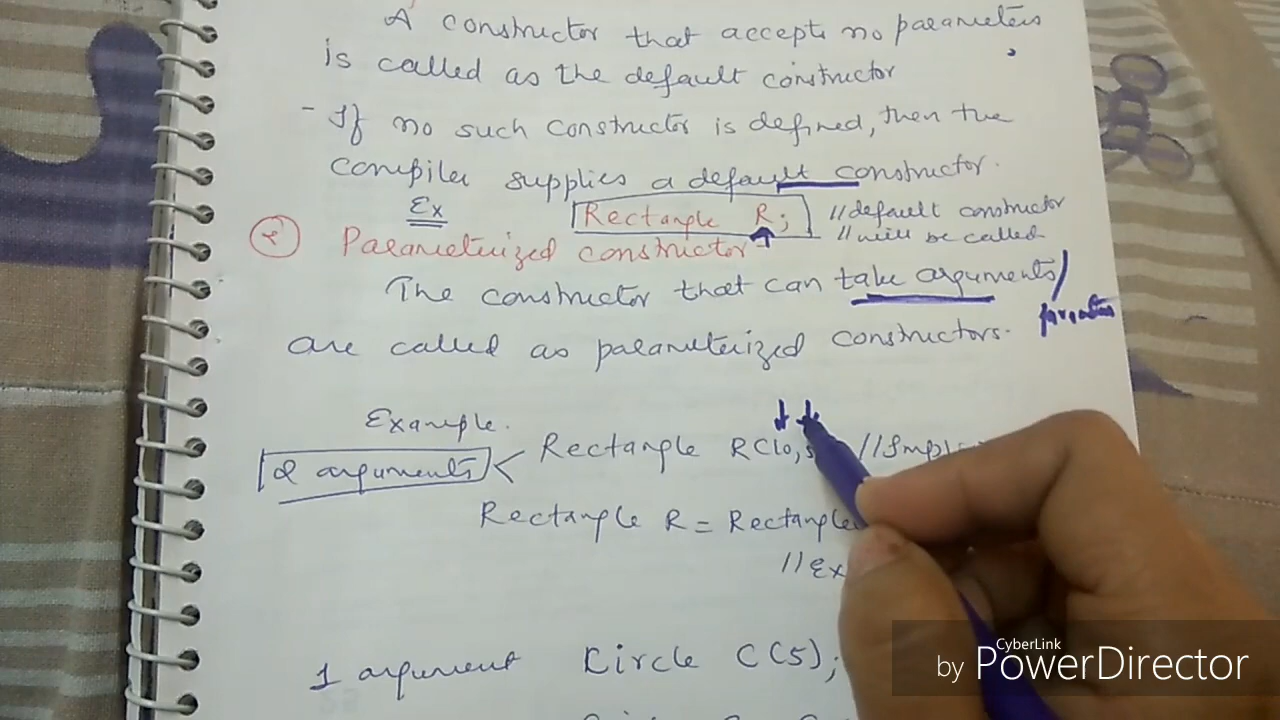 A constructor that accepts no parameters
is called as the default constructor
- If no such constructor is defined, then the
compiler supplies a default constructor.
Ex Rectangle R; //default constructor
//will be called
2 Parameterized constructor
The constructor that can take arguments/
are called as parameterized constructors.
Example.
2 arguments < Rectangle R(10, //Impl
Rectangle R = Rectangle
//Ex
1 argument Circle C(5);
CyberLink
by PowerDirector